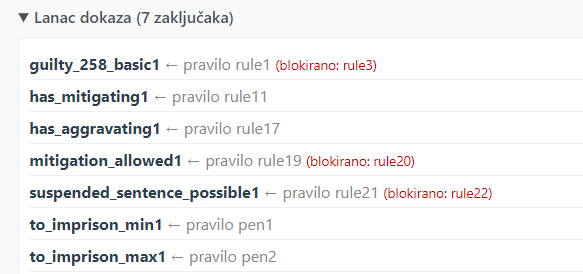 ▼ Lanac dokaza (7 zaključaka)
guilty_258_basic1 ← pravilo rule1 (blokirano: rule3)
has_mitigating1 ← pravilo rule11
has_aggravating1 ← pravilo rule17
mitigation_allowed1 ← pravilo rule19 (blokirano: rule20)
suspended_sentence_possible1 ← pravilo rule21 (blokirano: rule22)
to_imprison_min1 ← pravilo pen1
to_imprison_max1 ← pravilo pen2